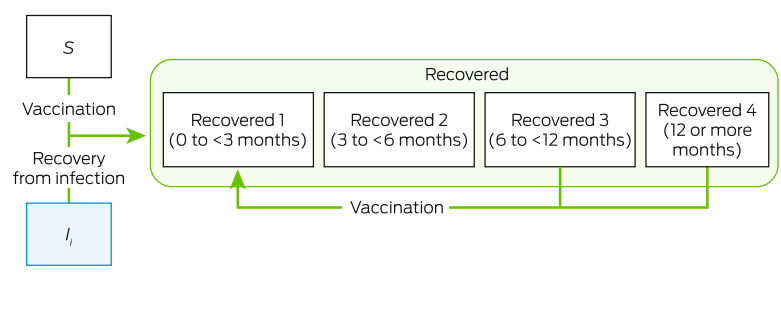 S
Vaccination
Recovery
from infection
I i
Recovered
Recovered 1
(0 to <3 months)
Recovered 2
(3 to <6 months)
Recovered 3
(6 to <12 months)
Recovered 4
(12 or more
months)
Vaccination